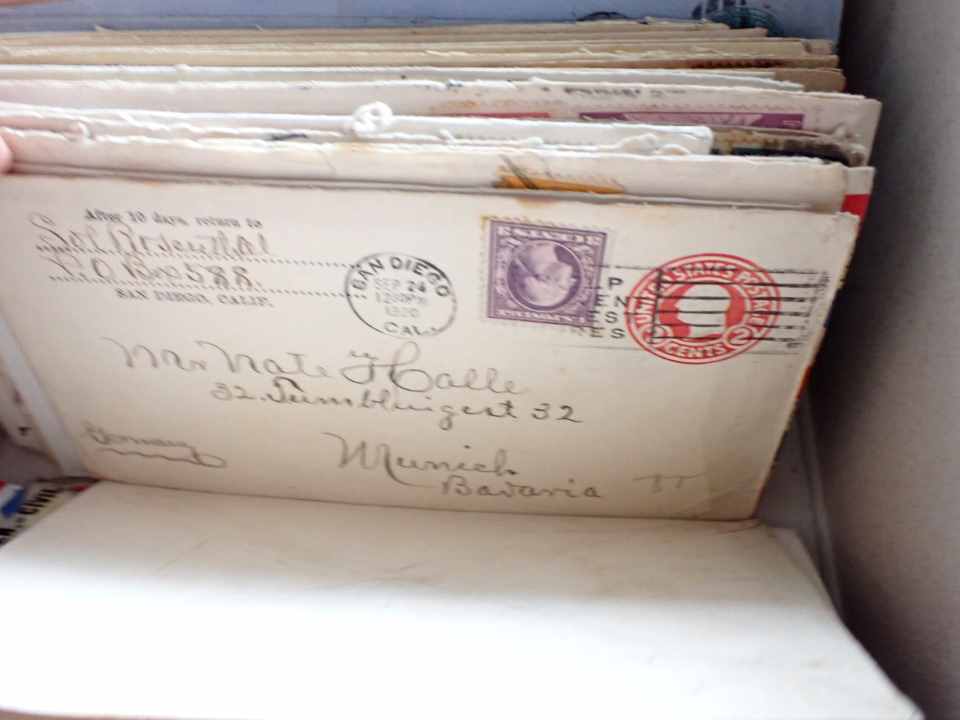 After 10 days, return to
Sol Rosenthal
P.O. Box 588.
SAN DIEGO, CALIF.
SAN DIEGO
SEP 24
1920
CAL.
UNITED STATES POSTAGE
2 CENTS 2
Mr Nate Halle
32. 32
Munich
Bavaria
Germany